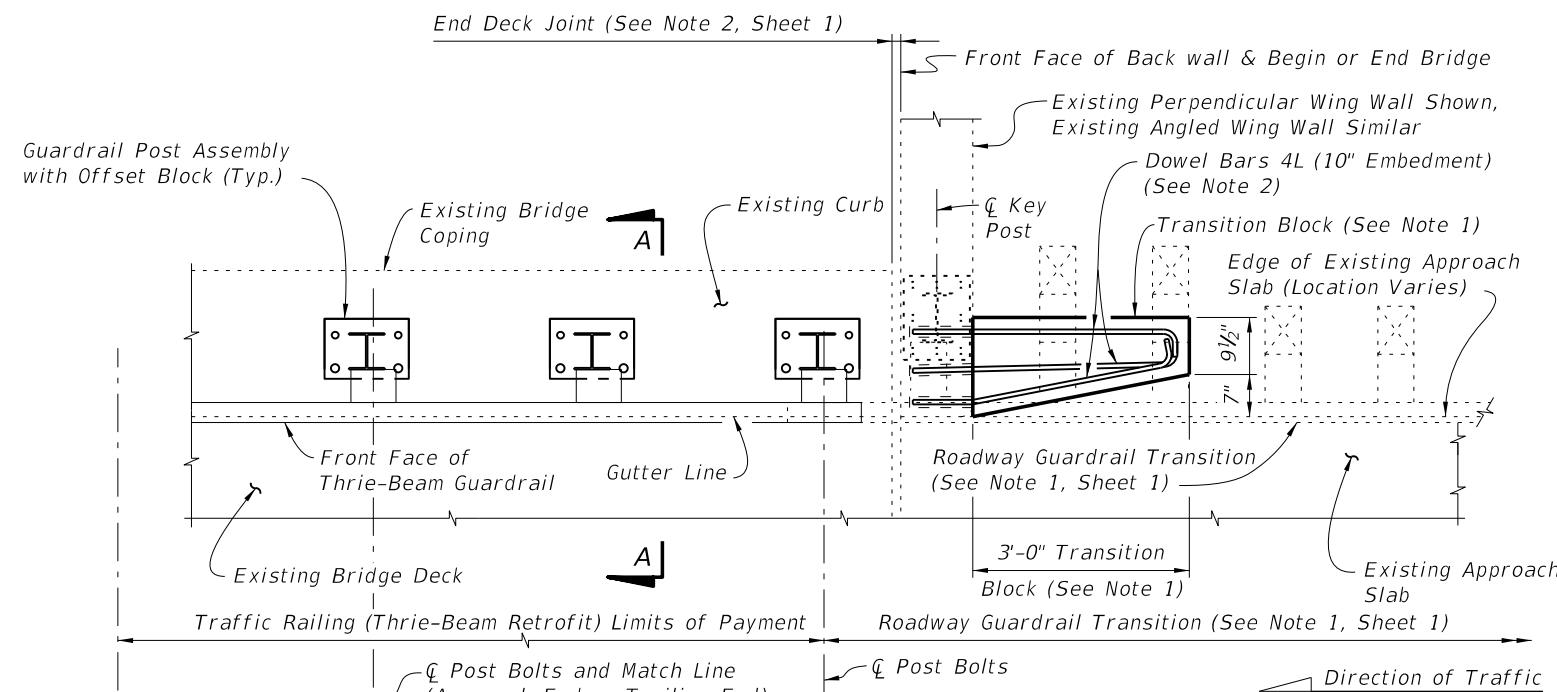 End Deck Joint (See Note 2, Sheet 1)
Front Face of Back wall & Begin or End Bridge
Existing Perpendicular Wing Wall Shown,
Existing Angled Wing Wall Similar
Guardrail Post Assembly
with Offset Block (Typ.)
Dowel Bars 4L (10" Embedment)
(See Note 2)
Existing Bridge
Coping
A
Existing Curb
℄ Key
Post
Transition Block (See Note 1)
Edge of Existing Approach
Slab (Location Varies)
9½"
7"
Front Face of
Thrie-Beam Guardrail
Gutter Line
Roadway Guardrail Transition
(See Note 1, Sheet 1)
A
3'-0" Transition
Block (See Note 1)
Existing Bridge Deck
Existing Approach
Slab
Traffic Railing (Thrie-Beam Retrofit) Limits of Payment
Roadway Guardrail Transition (See Note 1, Sheet 1)
℄ Post Bolts and Match Line
℄ Post Bolts
Direction of Traffic